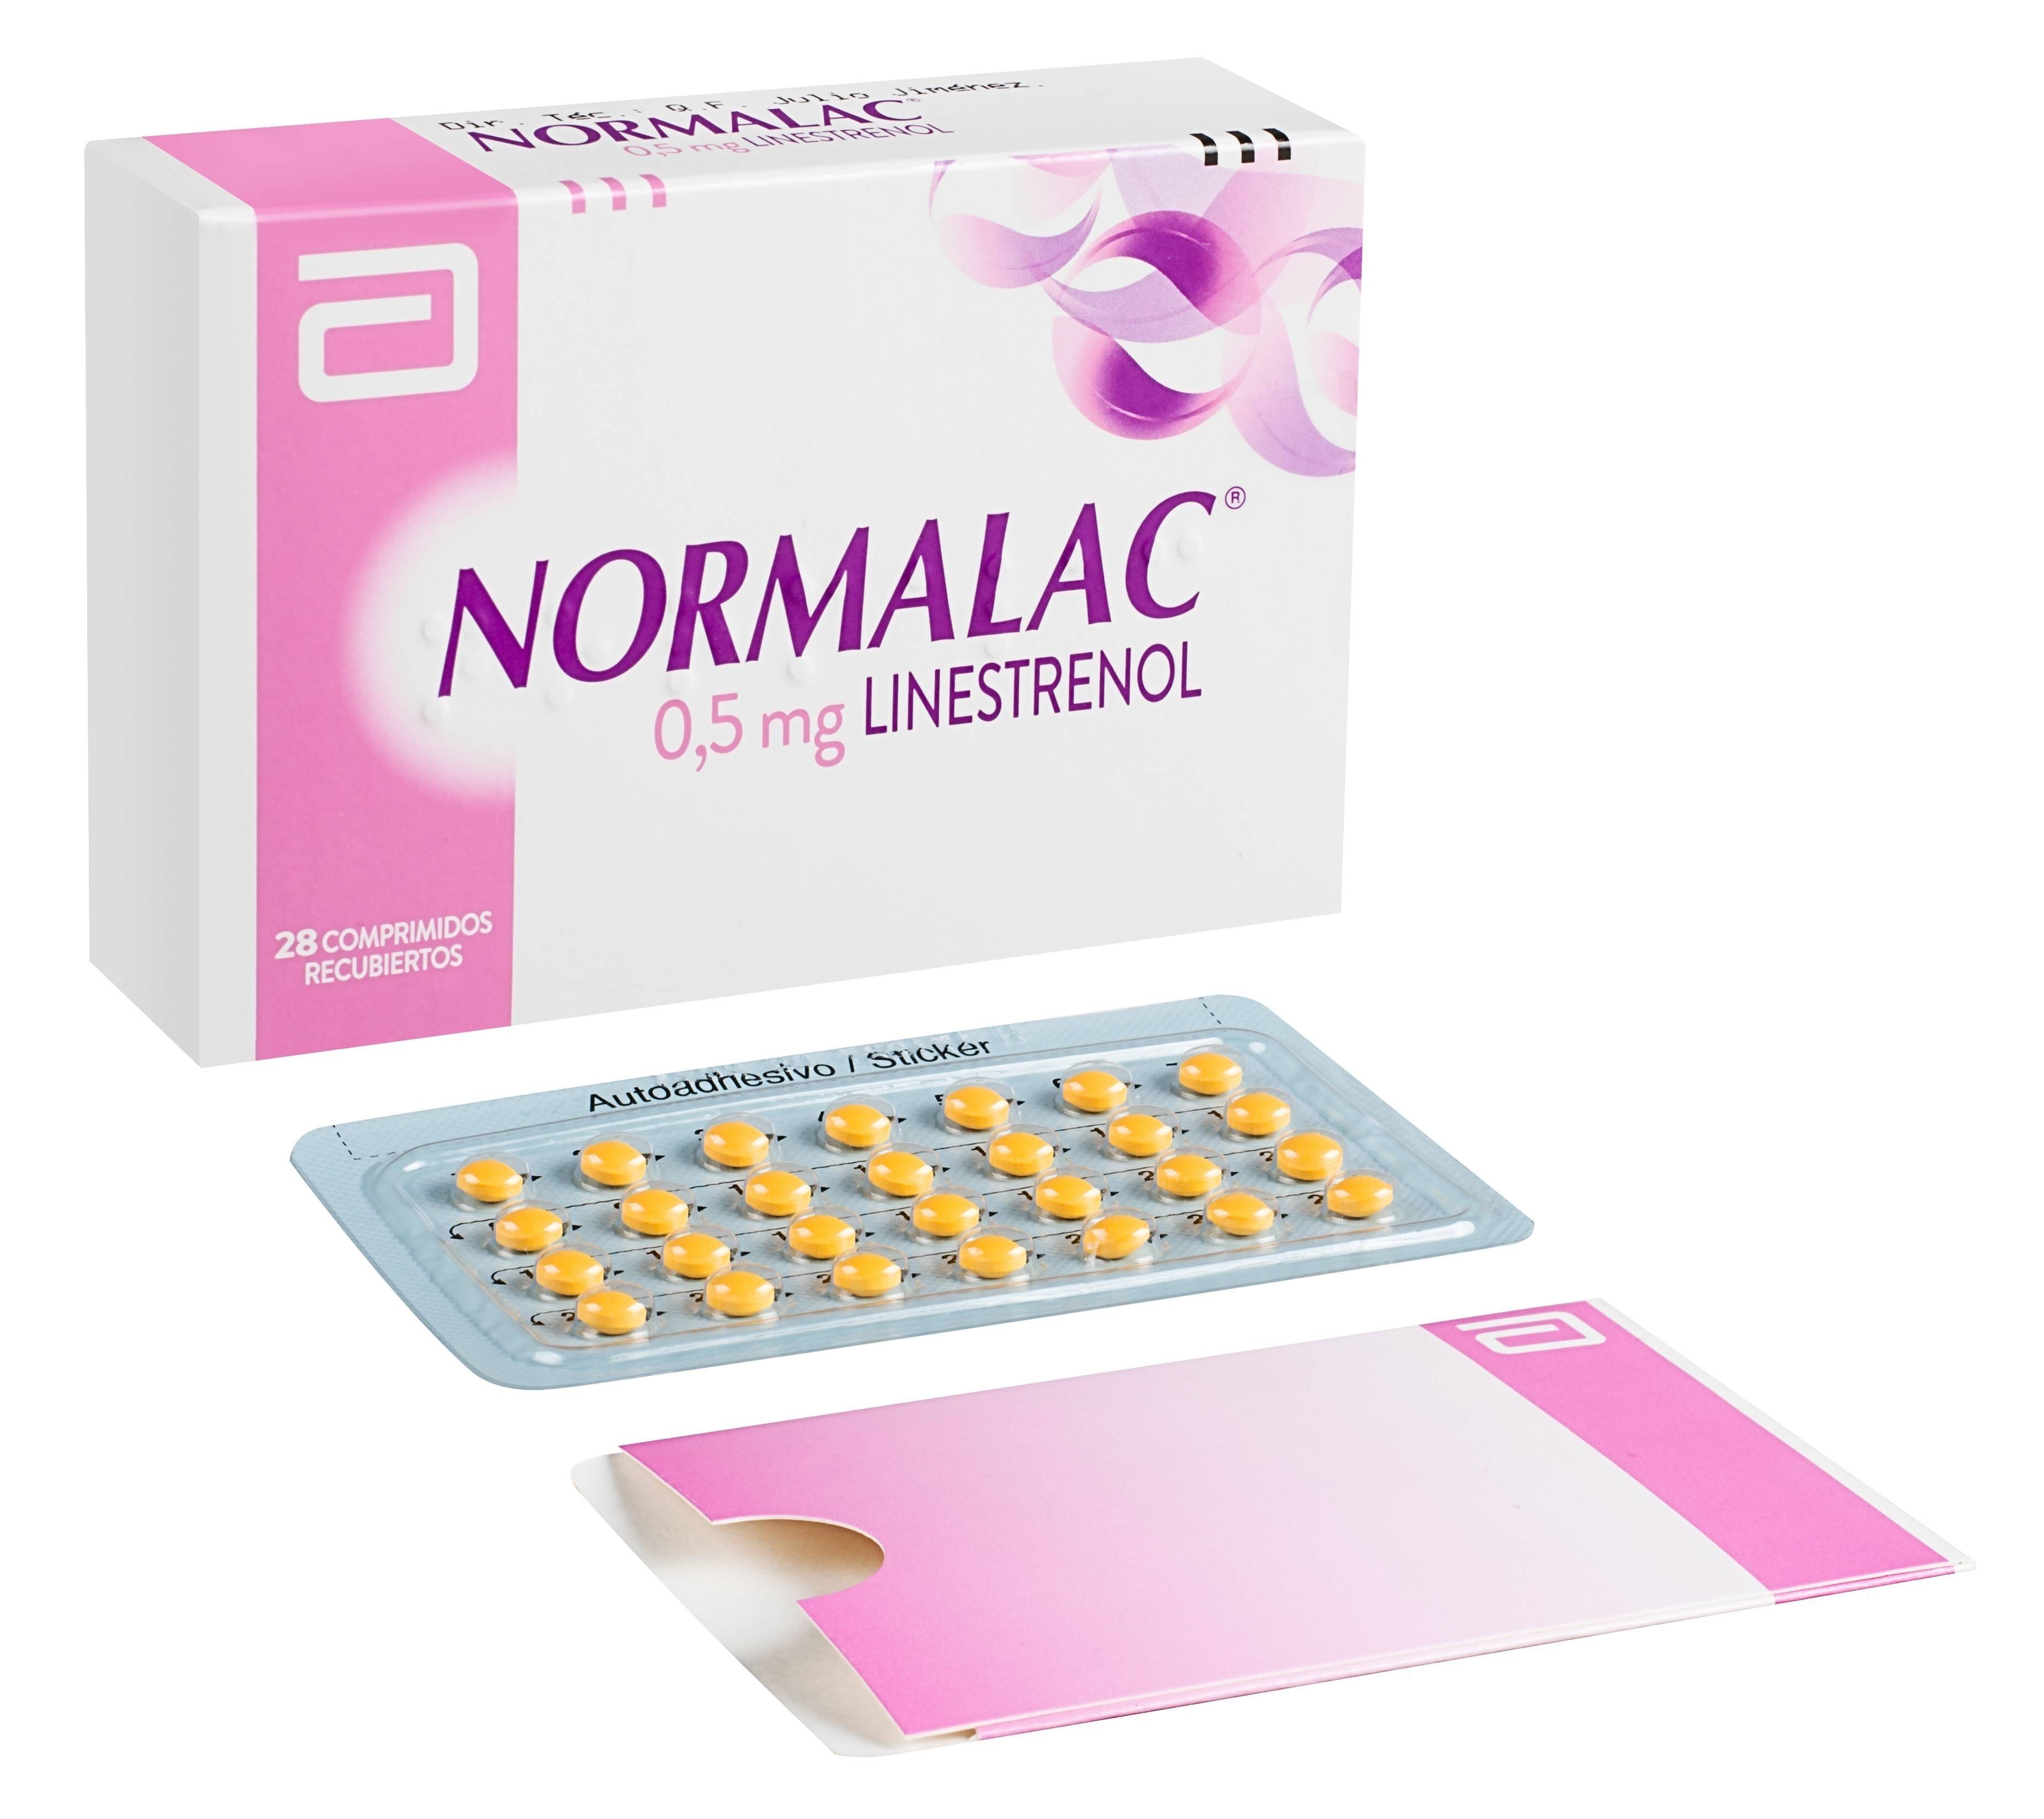 Dir. Téc.: Q.F. Julio Jiménez.
NORMALAC®
0,5 mg LINESTRENOL
NORMALAC®
0,5 mg LINESTRENOL
28 COMPRIMIDOS
RECUBIERTOS
Autoadhesivo / Sticker